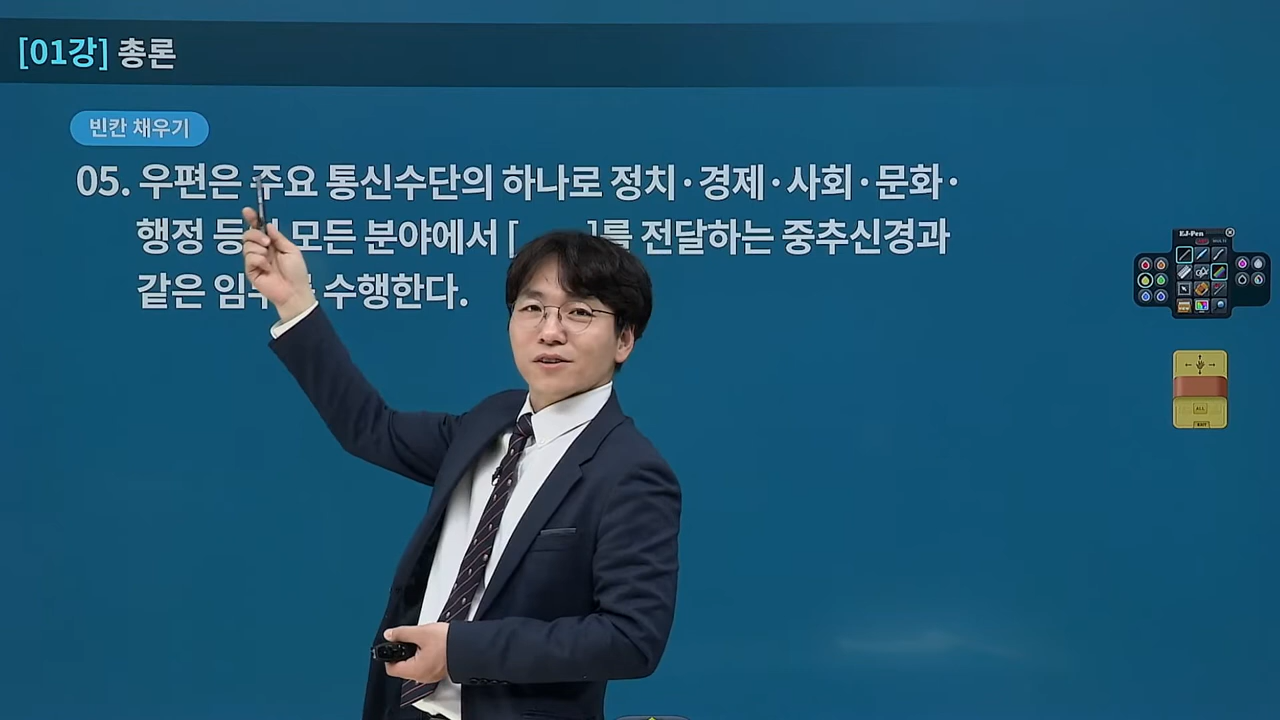 [01강] 총론
빈칸 채우기
05. 우편은 주요 통신수단의 하나로 정치·경제·사회·문화·
행정 등 모든 분야에서 [ ]를 전달하는 중추신경과
같은 임무를 수행한다.
EJ-Pen
ALL
EXIT